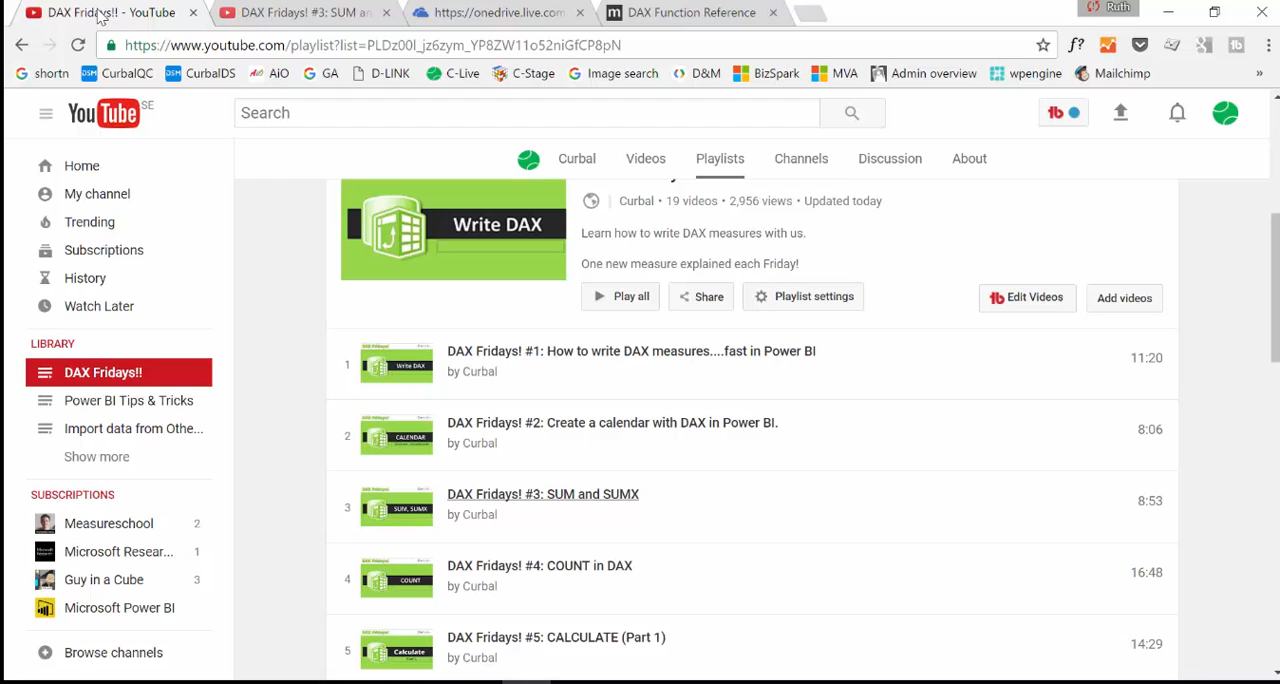 DAX Fridays!! - YouTube
DAX Fridays! #3: SUM an
https://onedrive.live.com
DAX Function Reference
Ruth
https://www.youtube.com/playlist?list=PLDz00l_jz6zym_YP8ZW11o52niGfCP8pN
f?
shortn
CurbalQC
CurbalDS
AiO
GA
D-LINK
C-Live
C-Stage
Image search
D&M
BizSpark
MVA
Admin overview
wpengine
Mailchimp
»
YouTube SE
Search
tb
Home
My channel
Trending
Subscriptions
History
Watch Later
LIBRARY
DAX Fridays!!
Power BI Tips & Tricks
Import data from Othe...
Show more
SUBSCRIPTIONS
Measureschool 2
Microsoft Resear... 1
Guy in a Cube 3
Microsoft Power BI
Browse channels
Curbal Videos Playlists Channels Discussion About
Write DAX
Curbal • 19 videos • 2,956 views • Updated today
Learn how to write DAX measures with us.
One new measure explained each Friday!
Play all
Share
Playlist settings
tb Edit Videos
Add videos
1 Write DAX DAX Fridays! #1: How to write DAX measures....fast in Power BI 11:20
by Curbal
2 CALENDAR DAX Fridays! #2: Create a calendar with DAX in Power BI. 8:06
by Curbal
3 SUM, SUMX DAX Fridays! #3: SUM and SUMX 8:53
by Curbal
4 COUNT DAX Fridays! #4: COUNT in DAX 16:48
by Curbal
5 Calculate DAX Fridays! #5: CALCULATE (Part 1) 14:29
by Curbal